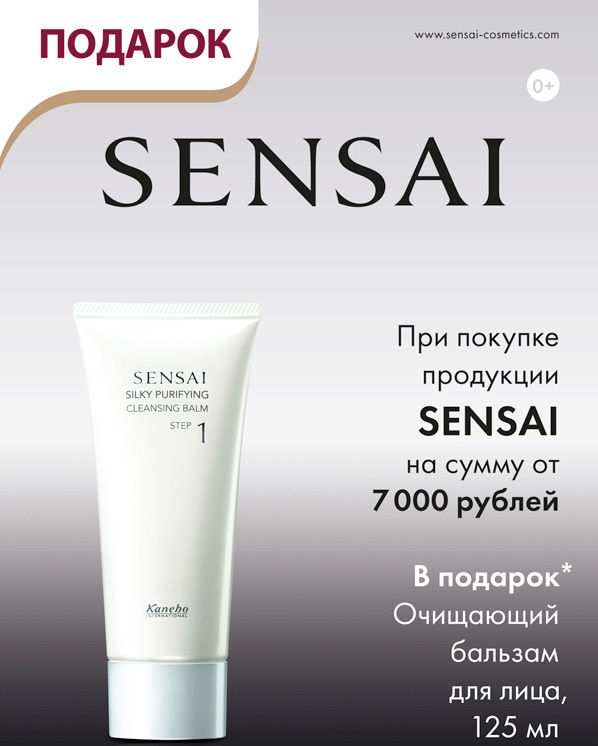 ПОДАРОК
www.sensai-cosmetics.com
0+
SENSAI
SENSAI
SILKY PURIFYING
CLEANSING BALM
STEP 1
Kanebo
INTERNATIONAL
При покупке
продукции
SENSAI
на сумму от
7 000 рублей
В подарок*
Очищающий
бальзам
для лица,
125 мл